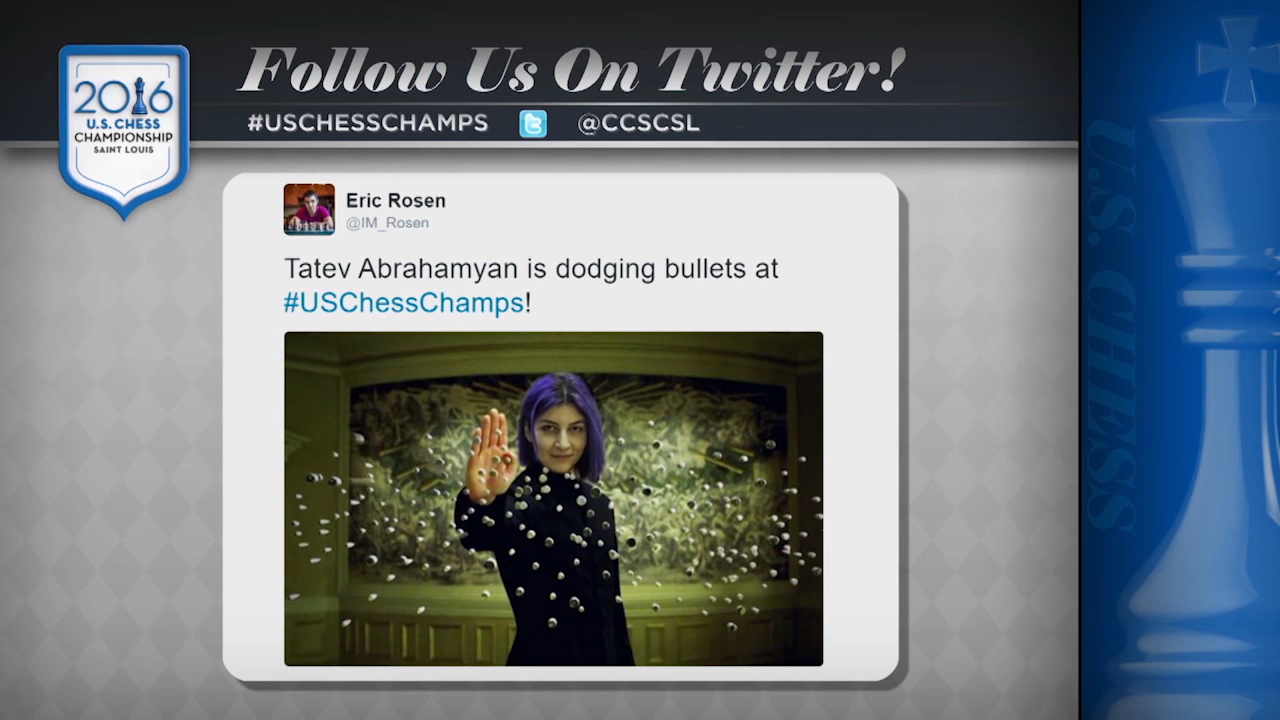 Follow Us On Twitter!
#USCHESSCHAMPS @CCSCSL
2016
U.S. CHESS
CHAMPIONSHIP
SAINT LOUIS
Eric Rosen
@IM_Rosen
Tatev Abrahamyan is dodging bullets at
#USChessChamps!
U.S. CHESS